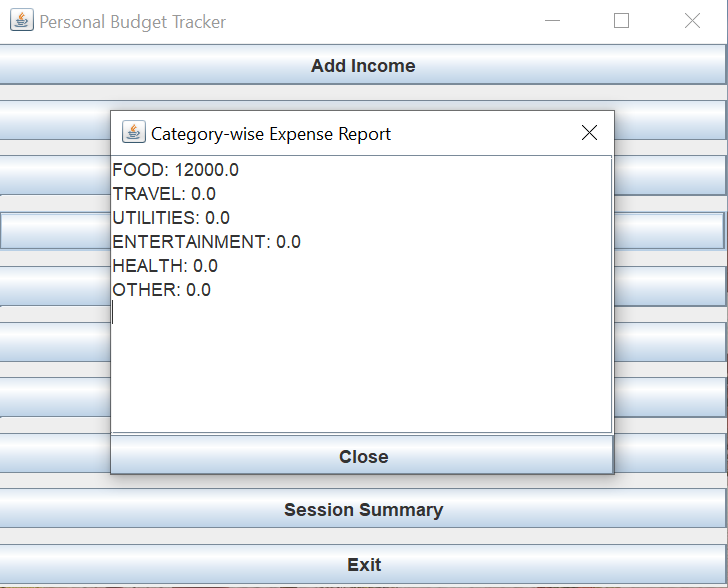 Personal Budget Tracker
Add Income
Category-wise Expense Report
FOOD: 12000.0
TRAVEL: 0.0
UTILITIES: 0.0
ENTERTAINMENT: 0.0
HEALTH: 0.0
OTHER: 0.0
Close
Session Summary
Exit